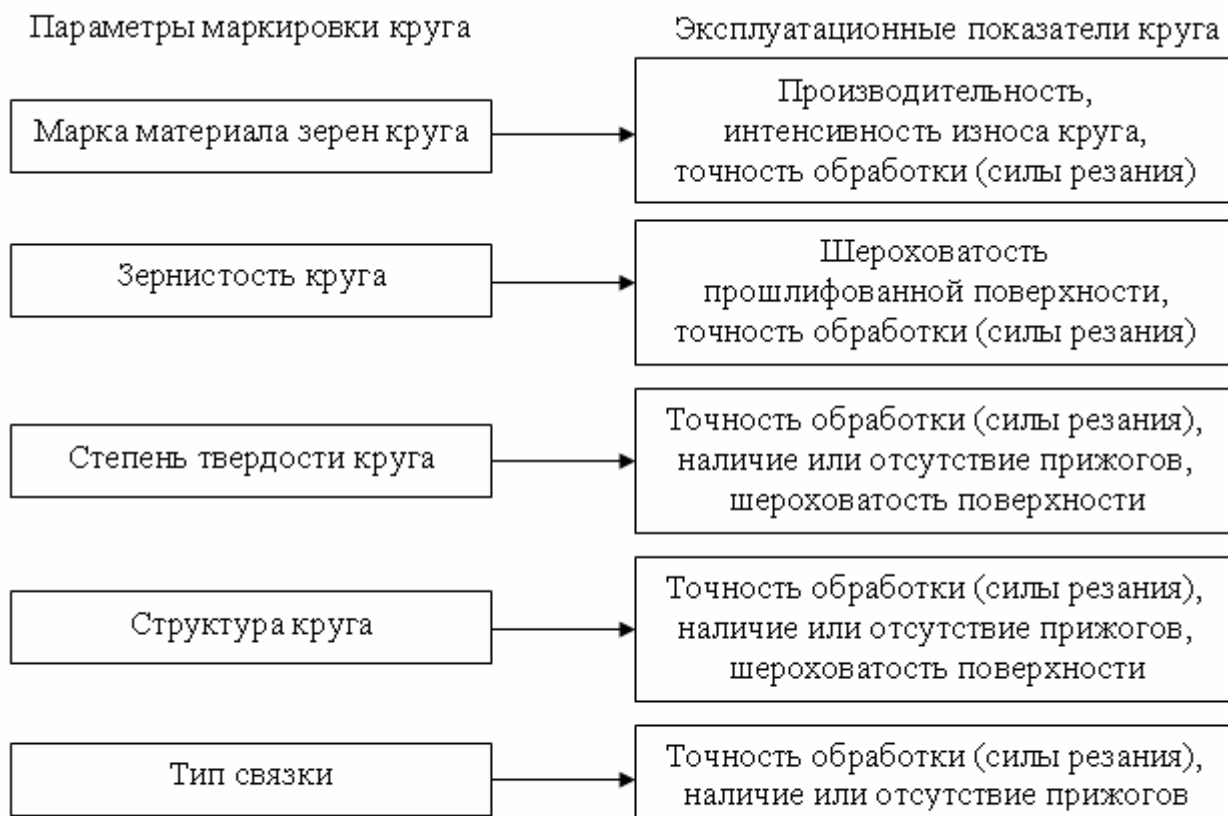 Параметры маркировки круга
Эксплуатационные показатели круга
Марка материала зерен круга
Производительность,
интенсивность износа круга,
точность обработки (силы резания)
Зернистость круга
Шероховатость
прошлифованной поверхности,
точность обработки (силы резания)
Степень твердости круга
Точность обработки (силы резания),
наличие или отсутствие прижогов,
шероховатость поверхности
Структура круга
Точность обработки (силы резания),
наличие или отсутствие прижогов,
шероховатость поверхности
Тип связки
Точность обработки (силы резания),
наличие или отсутствие прижогов